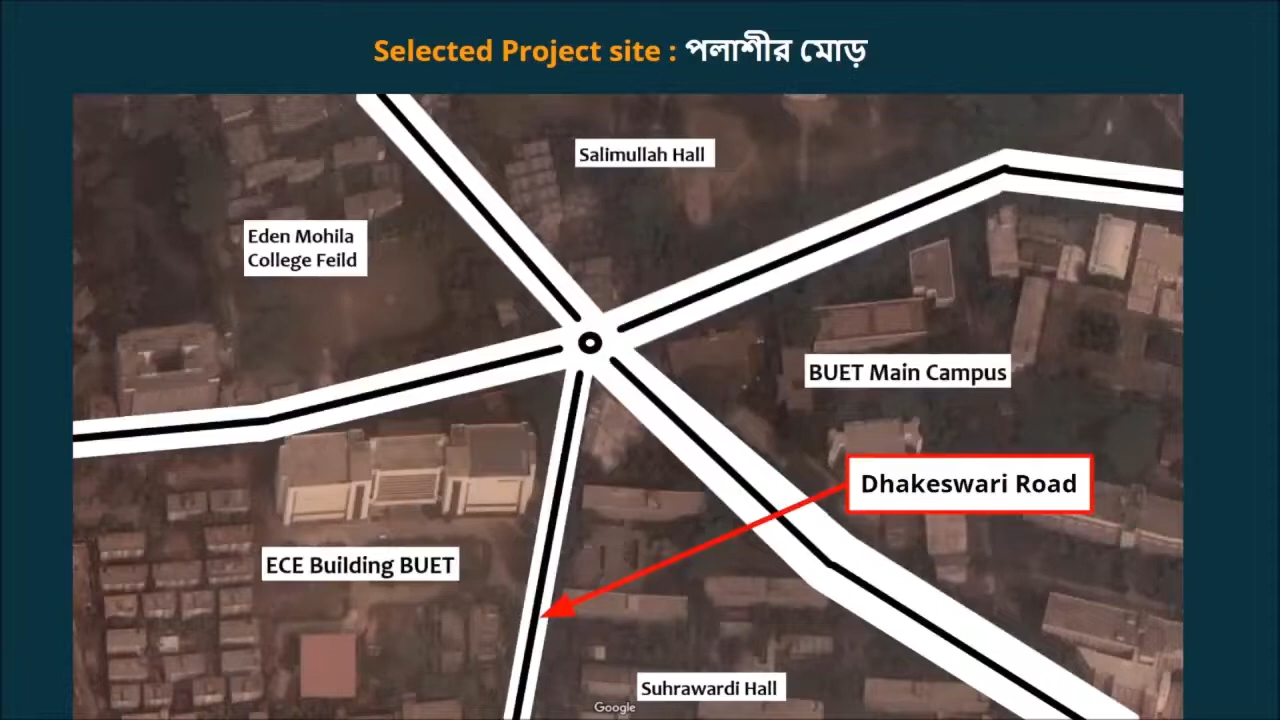 Selected Project site : পলাশীর মোড়
Salimullah Hall
Eden Mohila
College Feild
BUET Main Campus
Dhakeswari Road
ECE Building BUET
Suhrawardi Hall
Google